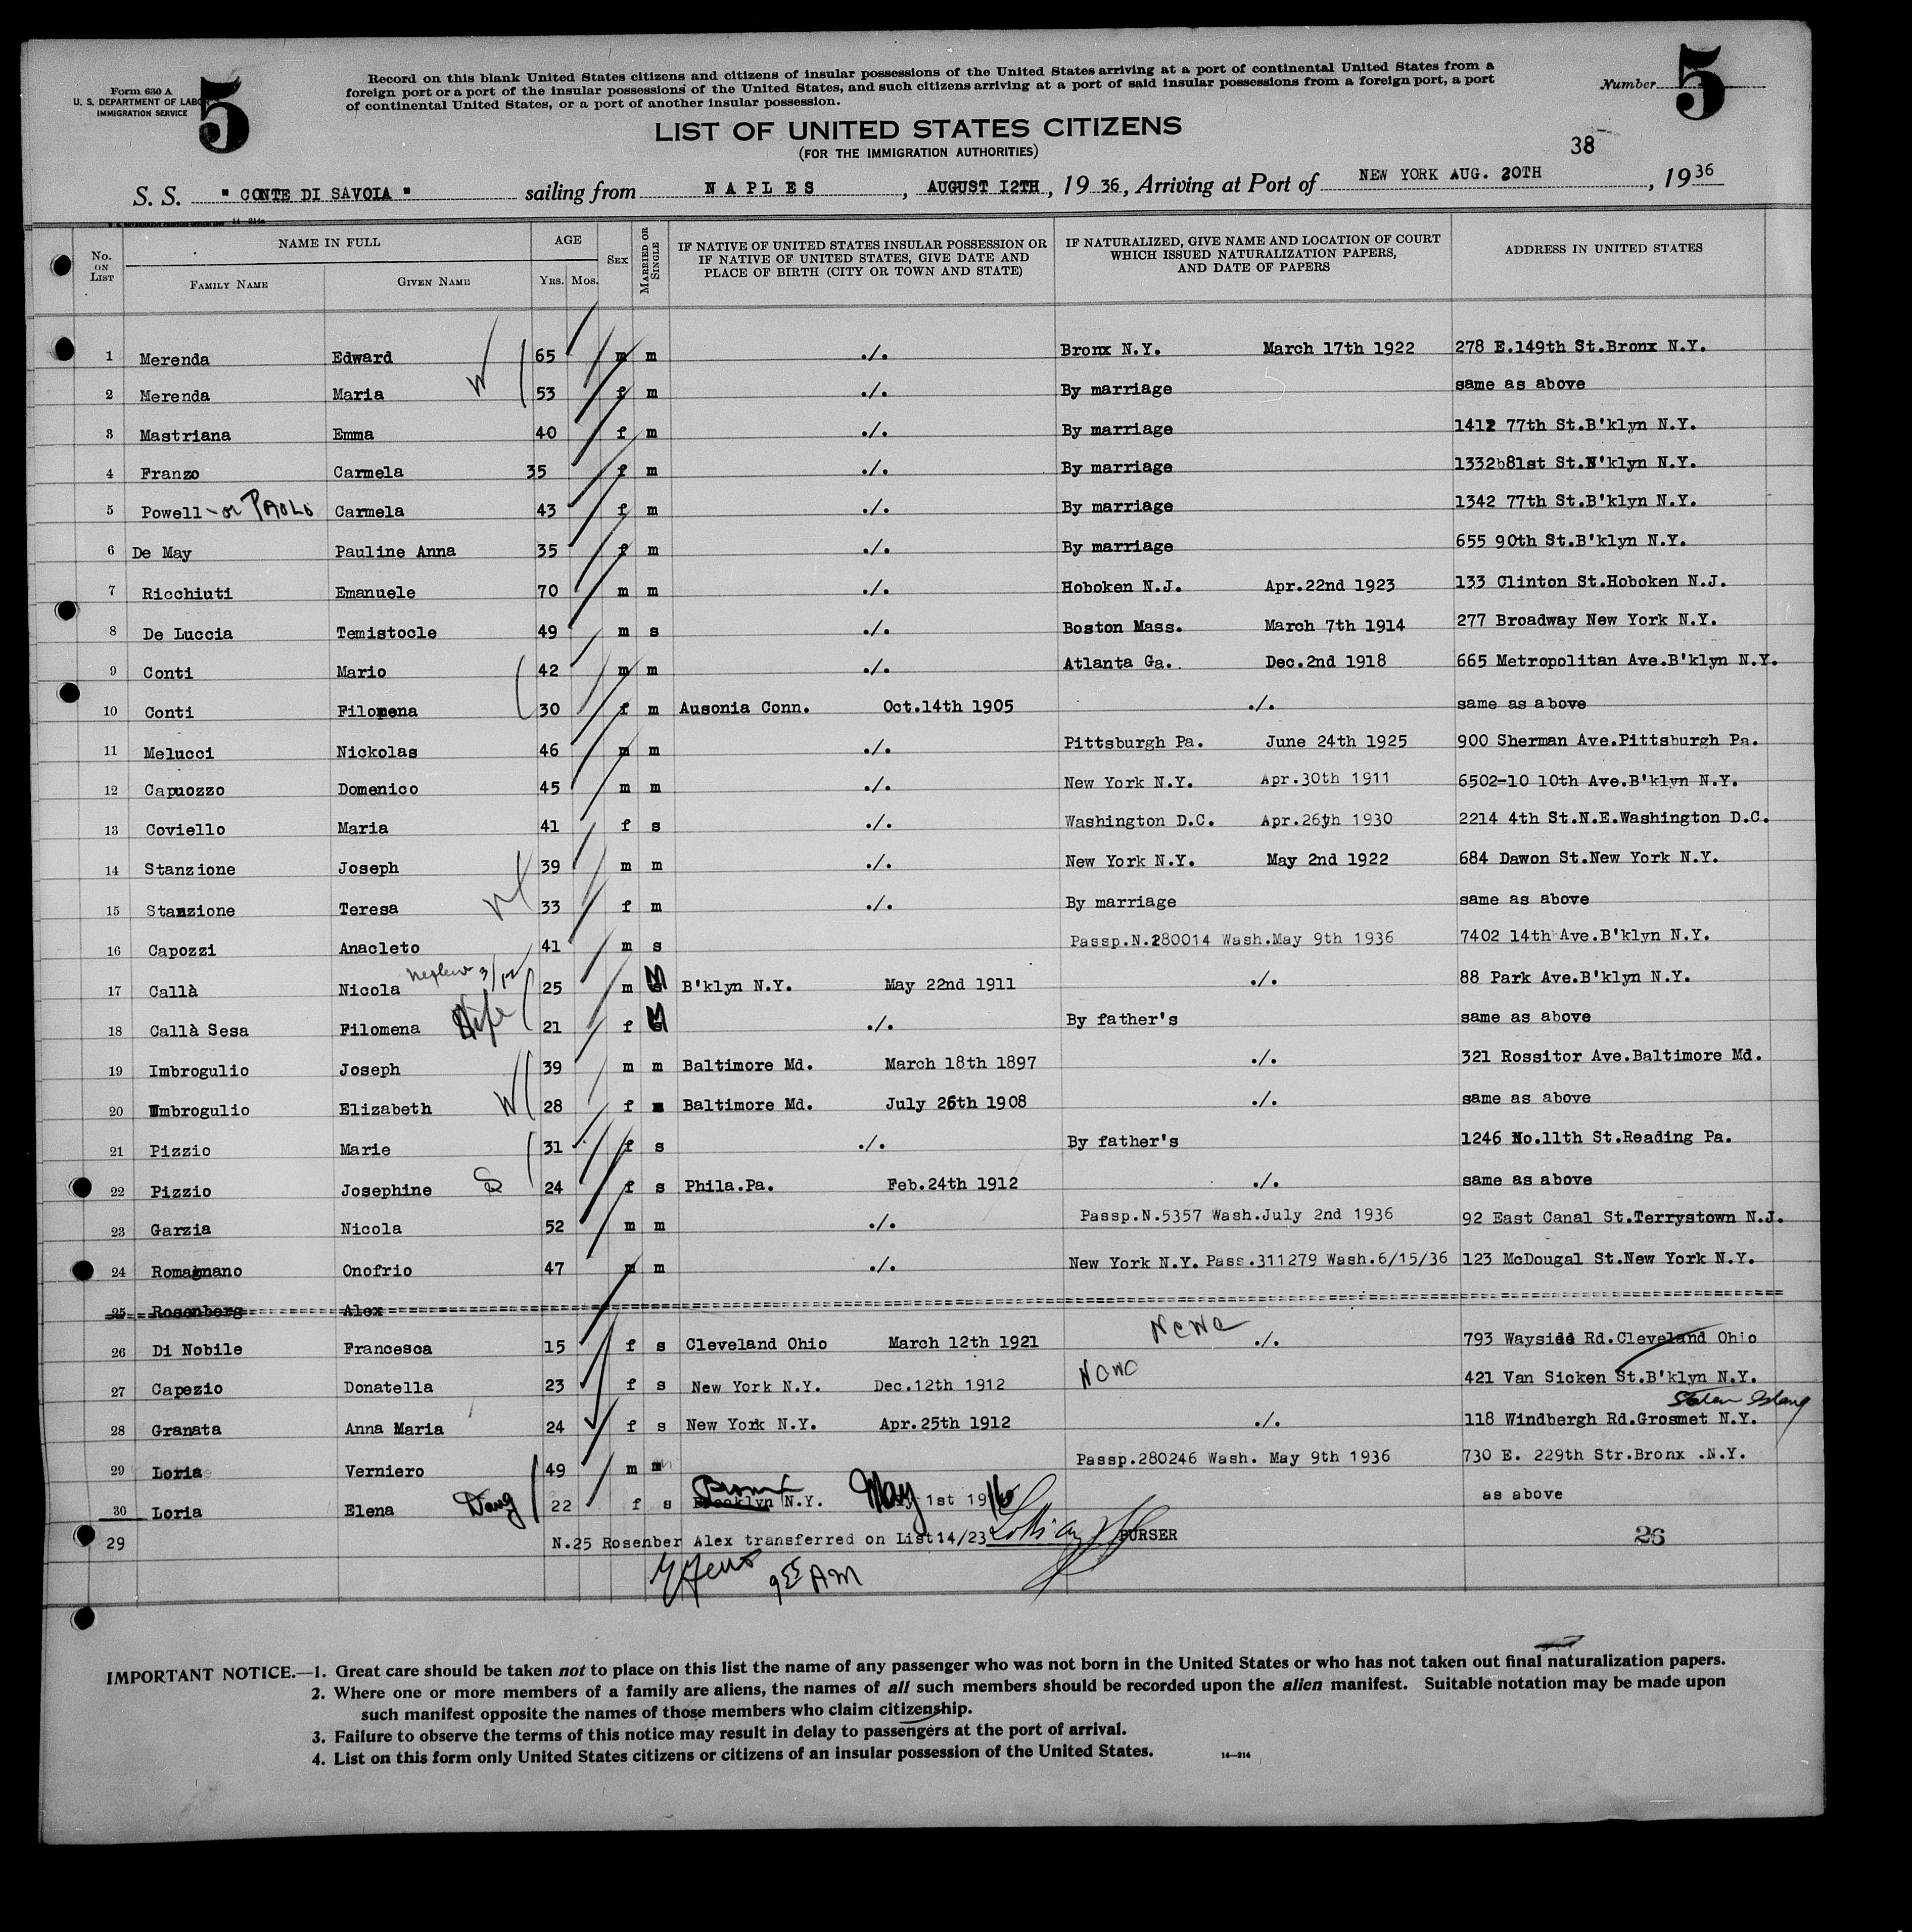 5
5
Form 630 A
U. S. DEPARTMENT OF LABOR
IMMIGRATION SERVICE
Record on this blank United States citizens and citizens of insular possessions of the United States arriving at a port of continental United States from a
foreign port or a port of the insular possessions of the United States, and such citizens arriving at a port of said insular possessions from a foreign port, a port
of continental United States, or a port of another insular possession.
Number
LIST OF UNITED STATES CITIZENS
(FOR THE IMMIGRATION AUTHORITIES)
38
S. S. " CONTE DI SAVOIA " sailing from NAPLES, AUGUST 12TH, 19 36, Arriving at Port of NEW YORK AUG. 20TH, 19 36
No. ON LIST NAME IN FULL AGE SEX MARRIED OR SINGLE IF NATIVE OF UNITED STATES INSULAR POSSESSION OR IF NATIVE OF UNITED STATES, GIVE DATE AND PLACE OF BIRTH (CITY OR TOWN AND STATE) IF NATURALIZED, GIVE NAME AND LOCATION OF COURT WHICH ISSUED NATURALIZATION PAPERS, AND DATE OF PAPERS ADDRESS IN UNITED STATES
FAMILY NAME GIVEN NAME YRS. MOS.
1 Merenda Edward 65 m m ./. Bronx N.Y. March 17th 1922 278 E.149th St.Bronx N.Y.
2 Merenda Maria W 53 f m ./. By marriage same as above
3 Mastriana Emma 40 f m ./. By marriage 1412 77th St.B'klyn N.Y.
4 Franzo Carmela 35 f m ./. By marriage 1332b81st St.B'klyn N.Y.
5 Powell - or PAOLO Carmela 43 f m ./. By marriage 1342 77th St.B'klyn N.Y.
6 De May Pauline Anna 35 f m ./. By marriage 655 90th St.B'klyn N.Y.
7 Ricchiuti Emanuele 70 m m ./. Hoboken N.J. Apr.22nd 1923 133 Clinton St.Hoboken N.J.
8 De Luccia Temistocle 49 m s ./. Boston Mass. March 7th 1914 277 Broadway New York N.Y.
9 Conti Mario 42 m m ./. Atlanta Ga. Dec.2nd 1918 665 Metropolitan Ave.B'klyn N.Y.
10 Conti Filomena 30 f m Ausonia Conn. Oct.14th 1905 ./. same as above
11 Melucci Nickolas 46 m m ./. Pittsburgh Pa. June 24th 1925 900 Sherman Ave.Pittsburgh Pa.
12 Capuozzo Domenico 45 m m ./. New York N.Y. Apr.30th 1911 6502-10 10th Ave.B'klyn N.Y.
13 Coviello Maria 41 f s ./. Washington D.C. Apr.26th 1930 2214 4th St.N.E.Washington D.C.
14 Stanzione Joseph 39 m m ./. New York N.Y. May 2nd 1922 684 Dawon St.New York N.Y.
15 Stanzione Teresa W 33 f m ./. By marriage same as above
16 Capozzi Anacleto 41 m s Passp.N.280014 Wash.May 9th 1936 7402 14th Ave.B'klyn N.Y.
17 Callà Nicola 25 m M B'klyn N.Y. May 22nd 1911 ./. 88 Park Ave.B'klyn N.Y.
18 Callà Sesa Filomena Wife 21 f M ./. By father's same as above
19 Imbrogulio Joseph 39 m m Baltimore Md. March 18th 1897 ./. 321 Rossitor Ave.Baltimore Md.
20 Imbrogulio Elizabeth W 28 f m Baltimore Md. July 26th 1908 ./. same as above
21 Pizzio Marie 31 f s ./. By father's 1246 No.11th St.Reading Pa.
22 Pizzio Josephine S 24 f s Phila.Pa. Feb.24th 1912 ./. same as above
23 Garzia Nicola 52 m m ./. Passp.N.5357 Wash.July 2nd 1936 92 East Canal St.Terrystown N.J.
24 Romagnano Onofrio 47 m m ./. New York N.Y. Pass.311279 Wash.6/15/36 123 McDougal St.New York N.Y.
25 Rosenberg Alex
26 Di Nobile Francesca 15 f s Cleveland Ohio March 12th 1921 None ./. 793 Wayside Rd.Cleveland Ohio
27 Capezio Donatella 23 f s New York N.Y. Dec.12th 1912 None 421 Van Sicken St.B'klyn N.Y.
Staten Island
28 Granata Anna Maria 24 f s New York N.Y. Apr.25th 1912 ./. 118 Windbergh Rd.Grosmet N.Y.
29 Loria Verniero 49 m m Passp.280246 Wash. May 9th 1936 730 E. 229th Str.Bronx .N.Y.
30 Loria Elena Daug 22 f s Bronx Brooklyn N.Y. May 1st 1916 as above
29 N.25 Rosenber Alex transferred on List14/23 PURSER 26
9 AM
IMPORTANT NOTICE.—1. Great care should be taken not to place on this list the name of any passenger who was not born in the United States or who has not taken out final naturalization papers.
2. Where one or more members of a family are aliens, the names of all such members should be recorded upon the alien manifest. Suitable notation may be made upon
such manifest opposite the names of those members who claim citizenship.
3. Failure to observe the terms of this notice may result in delay to passengers at the port of arrival.
4. List on this form only United States citizens or citizens of an insular possession of the United States.
14—314